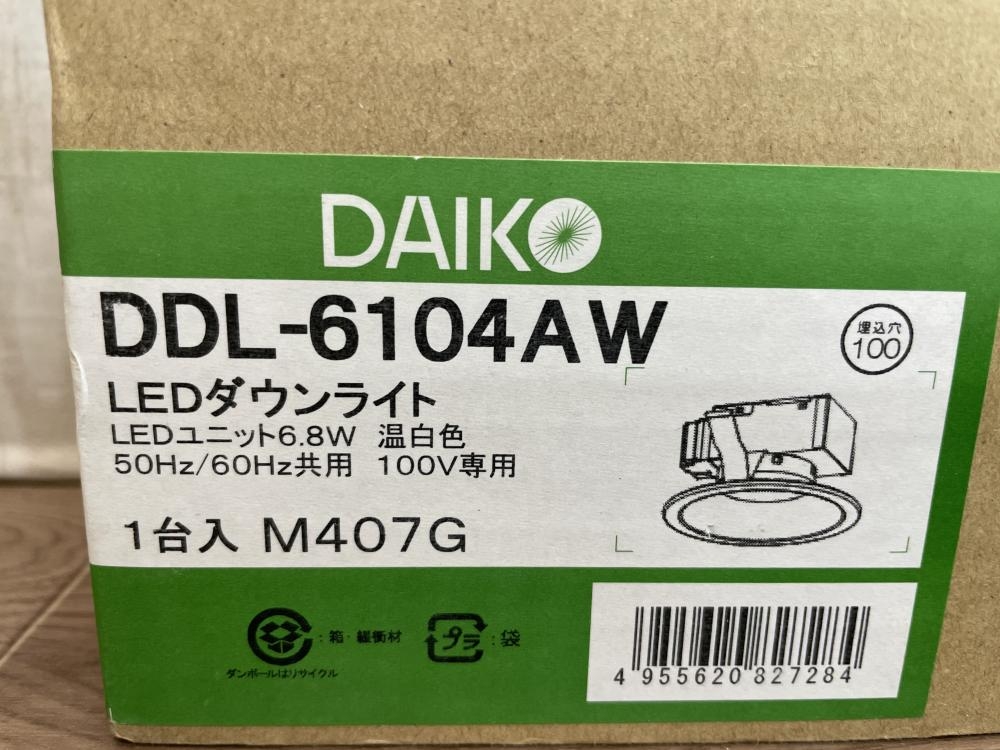 DAIKO
DDL-6104AW
埋込穴
100
LEDダウンライト
LEDユニット6.8W 温白色
50Hz/60Hz共用 100V専用
1台入 M407G
:箱・緩衝材
プラ :袋
ダンボールはリサイクル
4 955620 827284